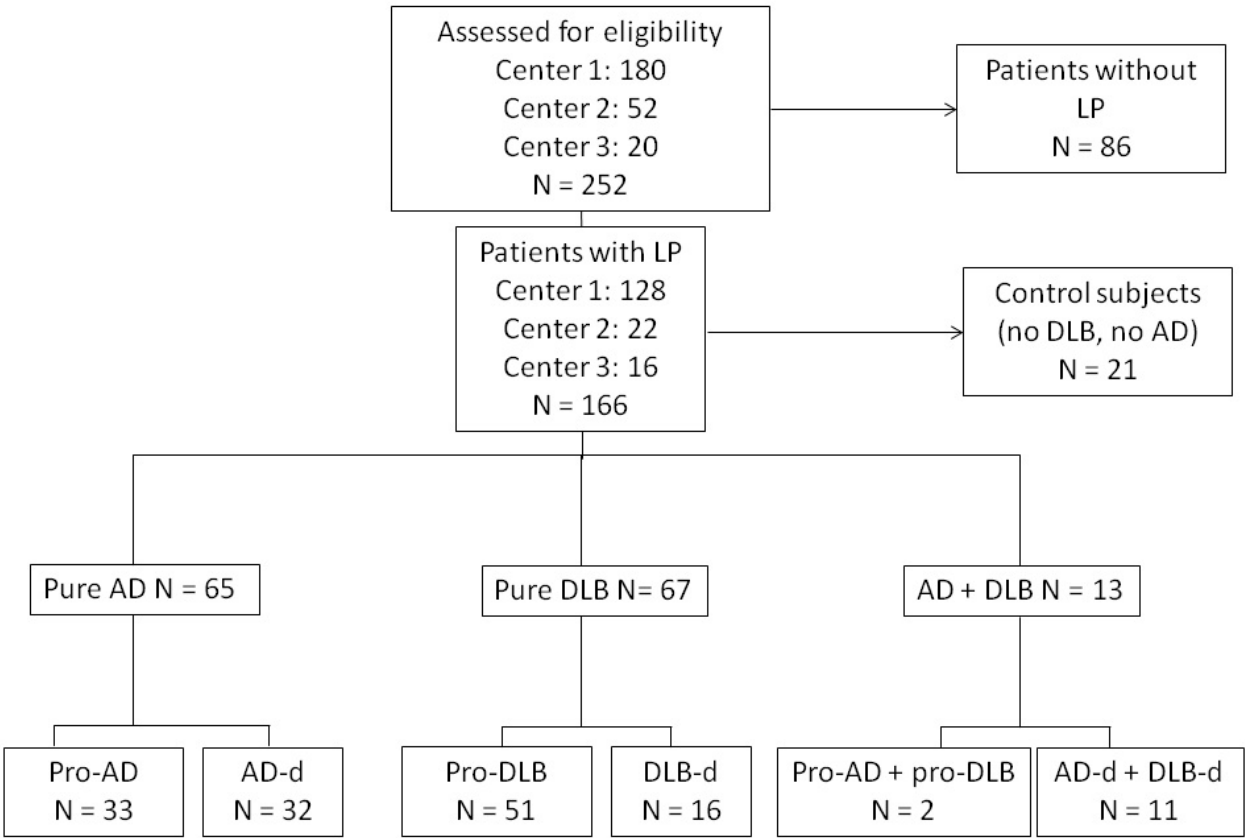 Assessed for eligibility
Center 1: 180
Center 2: 52
Center 3: 20
N = 252
Patients without
LP
N = 86
Patients with LP
Center 1: 128
Center 2: 22
Center 3: 16
N = 166
Control subjects
(no DLB, no AD)
N = 21
Pure AD N = 65
Pure DLB N= 67
AD + DLB N = 13
Pro-AD
N = 33
AD-d
N = 32
Pro-DLB
N = 51
DLB-d
N = 16
Pro-AD + pro-DLB
N = 2
AD-d + DLB-d
N = 11